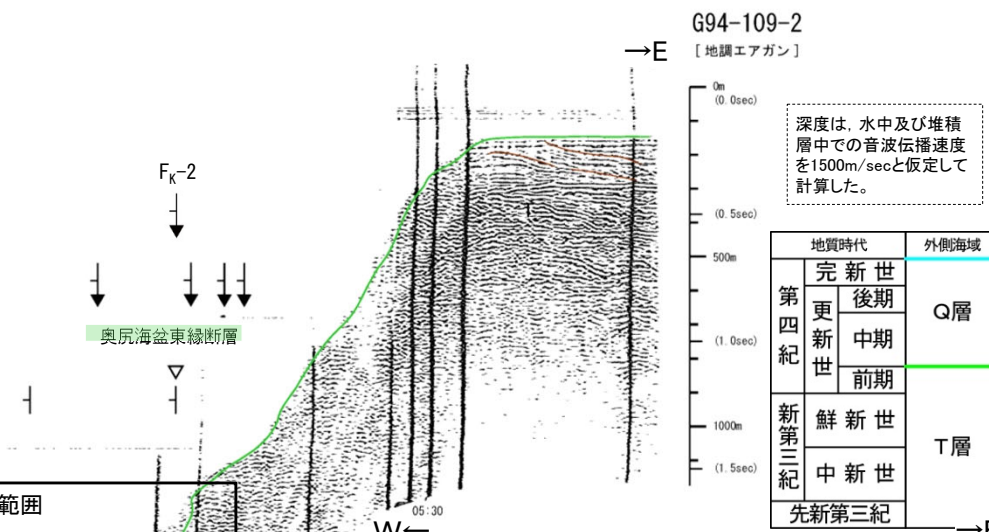 G94-109-2
[地調エアガン]
→E
0m
(0.0sec)
深度は，水中及び堆積
層中での音波伝播速度
を1500m/secと仮定して
計算した。
FK-2
T
(0.5sec)
500m
地質時代
外側海域
第四紀
完新世
更新世
後期
中期
前期
Q層
奥尻海盆東縁断層
(1.0sec)
新第三紀
鮮新世
中新世
T層
先新第三紀
1000m
(1.5sec)
範囲
05:30
W←